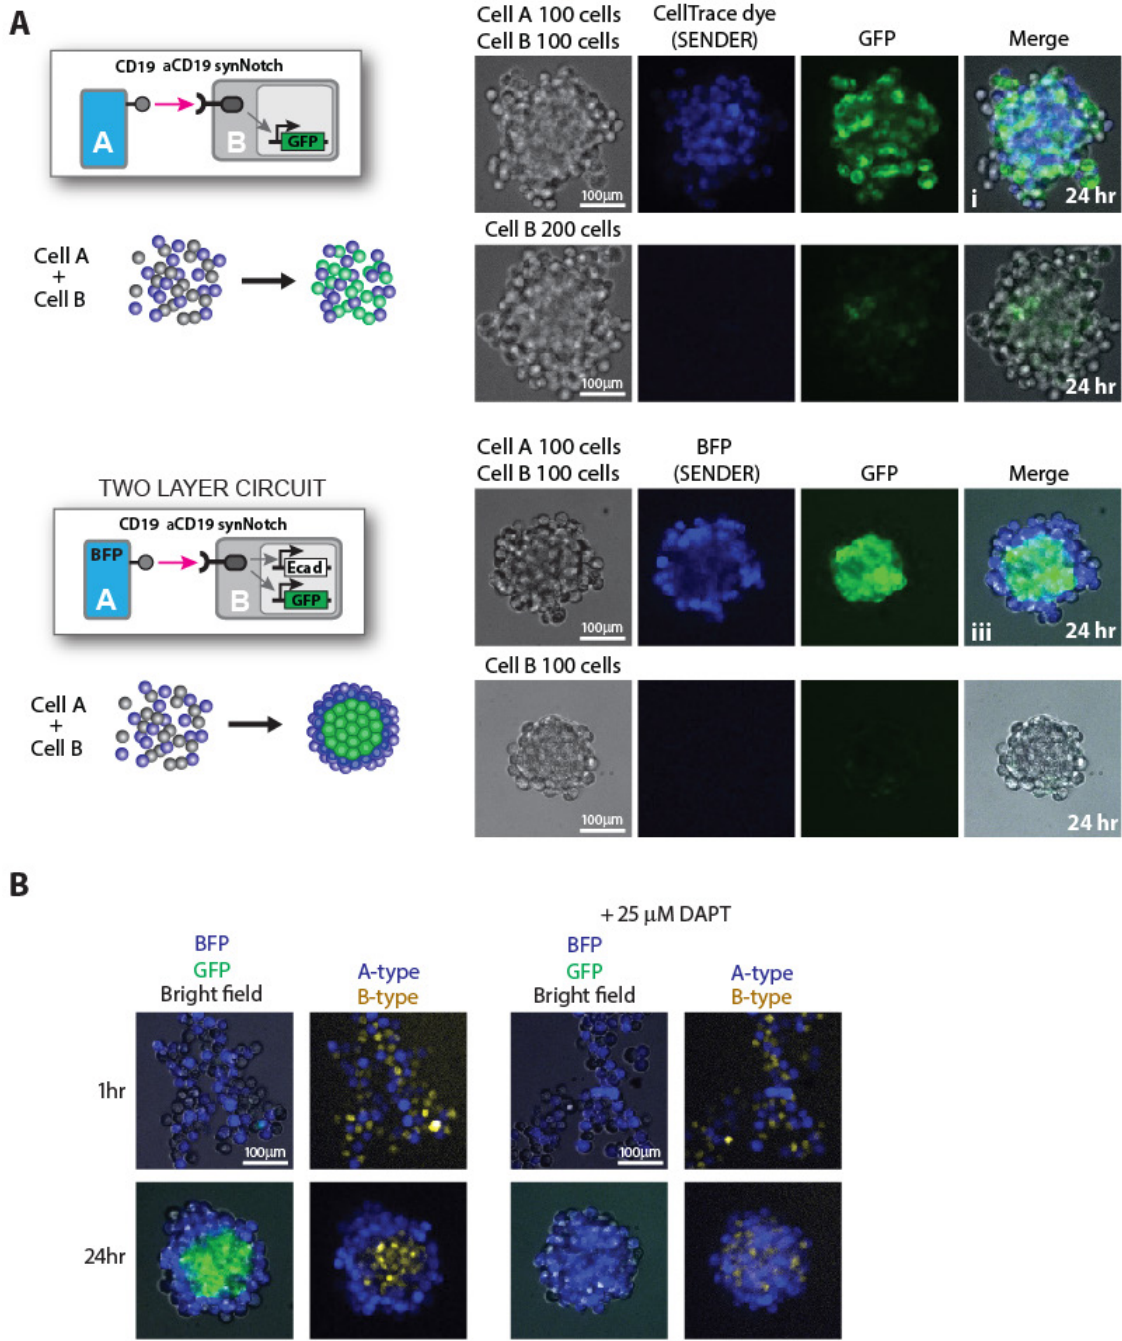 A
CD19 aCD19 synNotch
A
B
GFP
Cell A
+
Cell B
Cell A 100 cells
Cell B 100 cells
CellTrace dye
(SENDER)
GFP
Merge
100μm
i
24 hr
Cell B 200 cells
100μm
24 hr
TWO LAYER CIRCUIT
CD19 aCD19 synNotch
BFP
A
B
Ecad
GFP
Cell A
+
Cell B
Cell A 100 cells
Cell B 100 cells
BFP
(SENDER)
GFP
Merge
100μm
iii
24 hr
Cell B 100 cells
100μm
24 hr
B
+ 25 μM DAPT
BFP
GFP
Bright field
A-type
B-type
BFP
GFP
Bright field
A-type
B-type
1hr
100μm
100μm
24hr